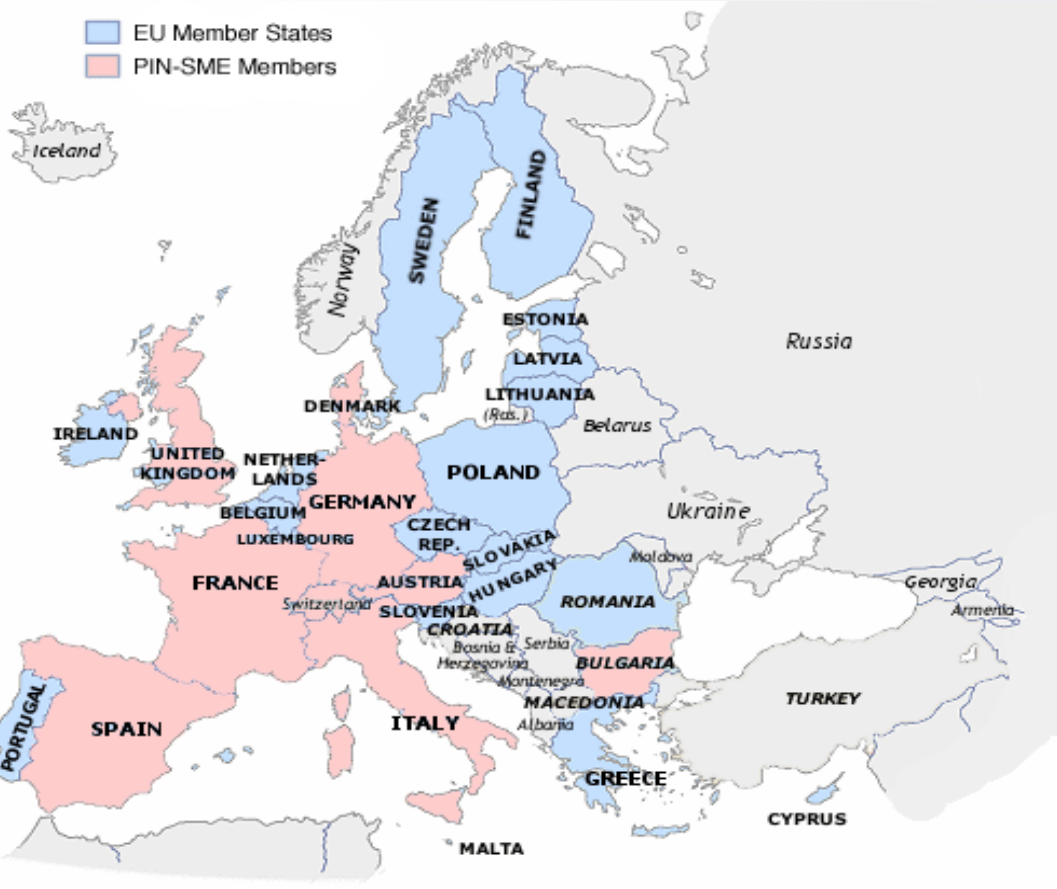 EU Member States
PIN-SME Members
Iceland
SWEDEN
FINLAND
Norway
ESTONIA
Russia
LATVIA
LITHUANIA
DENMARK
(Ras.)
Belarus
IRELAND
UNITED
KINGDOM
NETHER-
LANDS
POLAND
GERMANY
BELGIUM
Ukraine
LUXEMBOURG
CZECH
REP.
SLOVAKIA
Moldova
FRANCE
AUSTRIA
HUNGARY
Georgia
Switzerland
SLOVENIA
ROMANIA
Armenia
CROATIA
Bosnia &
Herzegovina
Serbia
BULGARIA
Montenegro
MACEDONIA
TURKEY
PORTUGAL
SPAIN
ITALY
Albania
GREECE
CYPRUS
MALTA